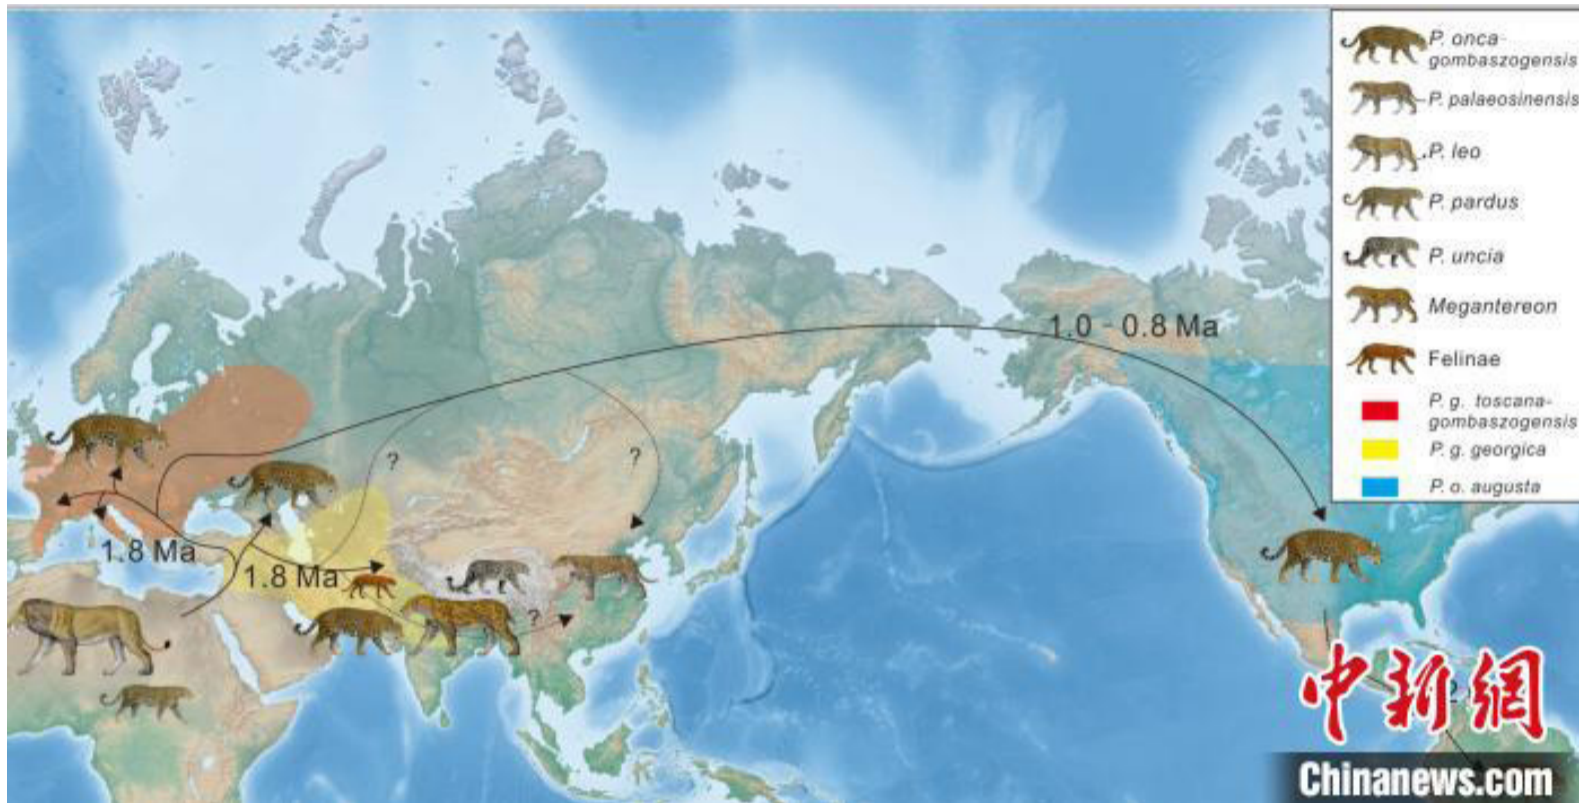 P. onca-
gombaszogensis
P. palaeosinensis
P. leo
P. pardus
P. uncia
Megantereon
Felinae
P. g. toscana-
gombaszogensis
P. g. georgica
P. o. augusta
1.0 - 0.8 Ma
?
?
1.8 Ma
1.8 Ma
?
中新網
Chinanews.com